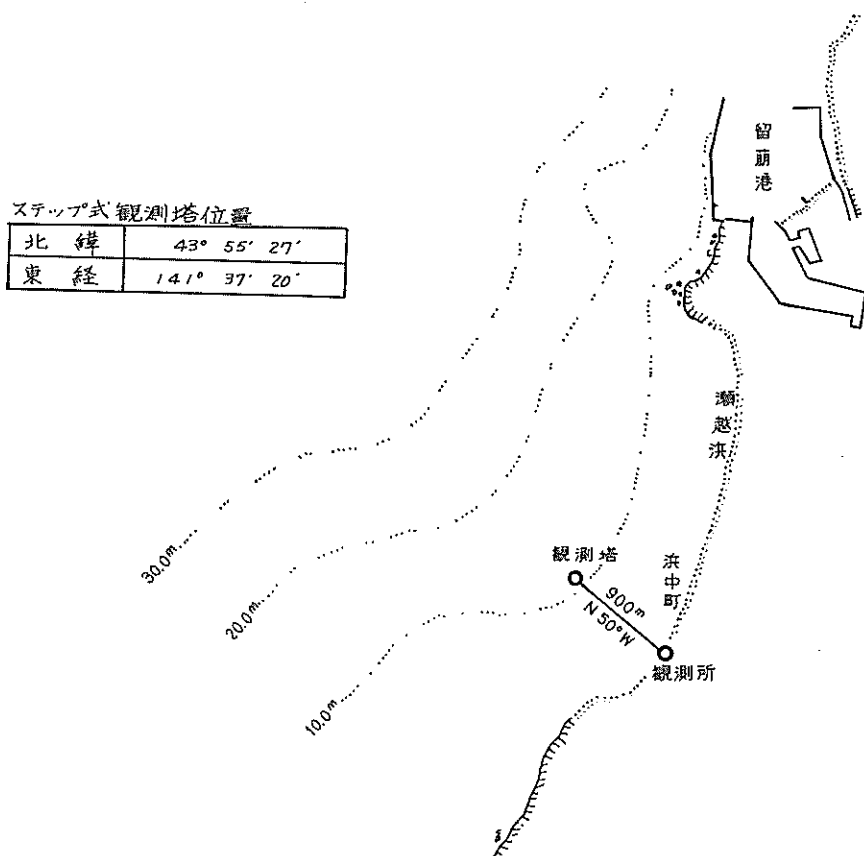 留萠港
ステップ式観測塔位置
北緯 43° 55′ 27″
東経 141° 37′ 20″
瀬越浜
30.0m
20.0m
10.0m
観測塔
浜中町
900m
N 50°W
観測所